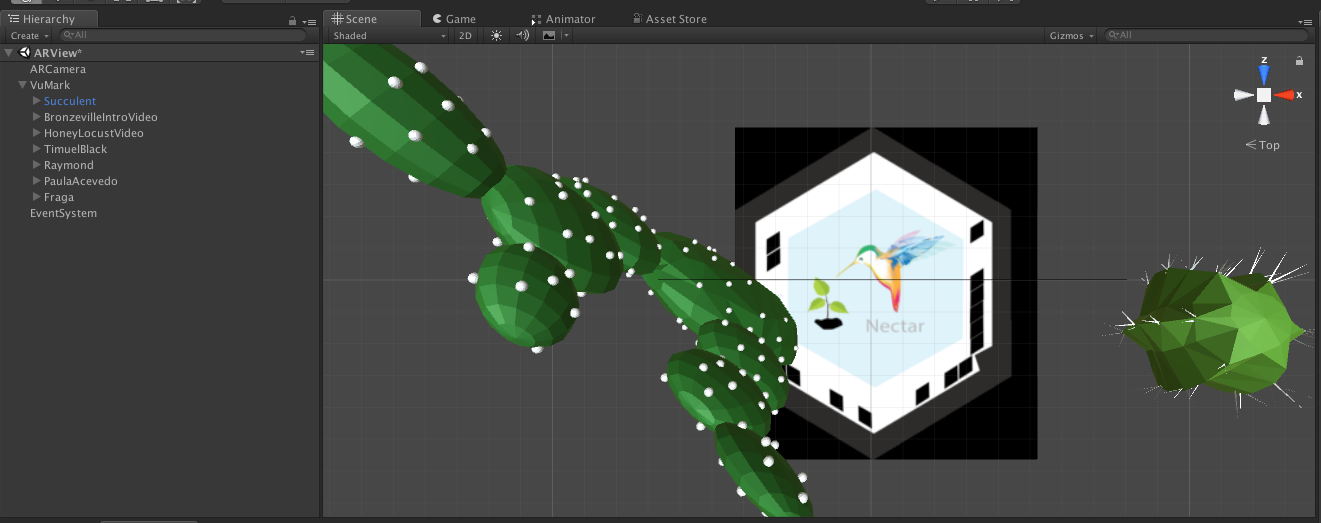 Hierarchy
Create
All
ARView*
ARCamera
VuMark
Succulent
BronzevilleIntroVideo
HoneyLocustVideo
TimuelBlack
Raymond
PaulaAcevedo
Fraga
EventSystem
Scene Game Animator Asset Store
Shaded 2D Gizmos All
z
x
Top
Nectar